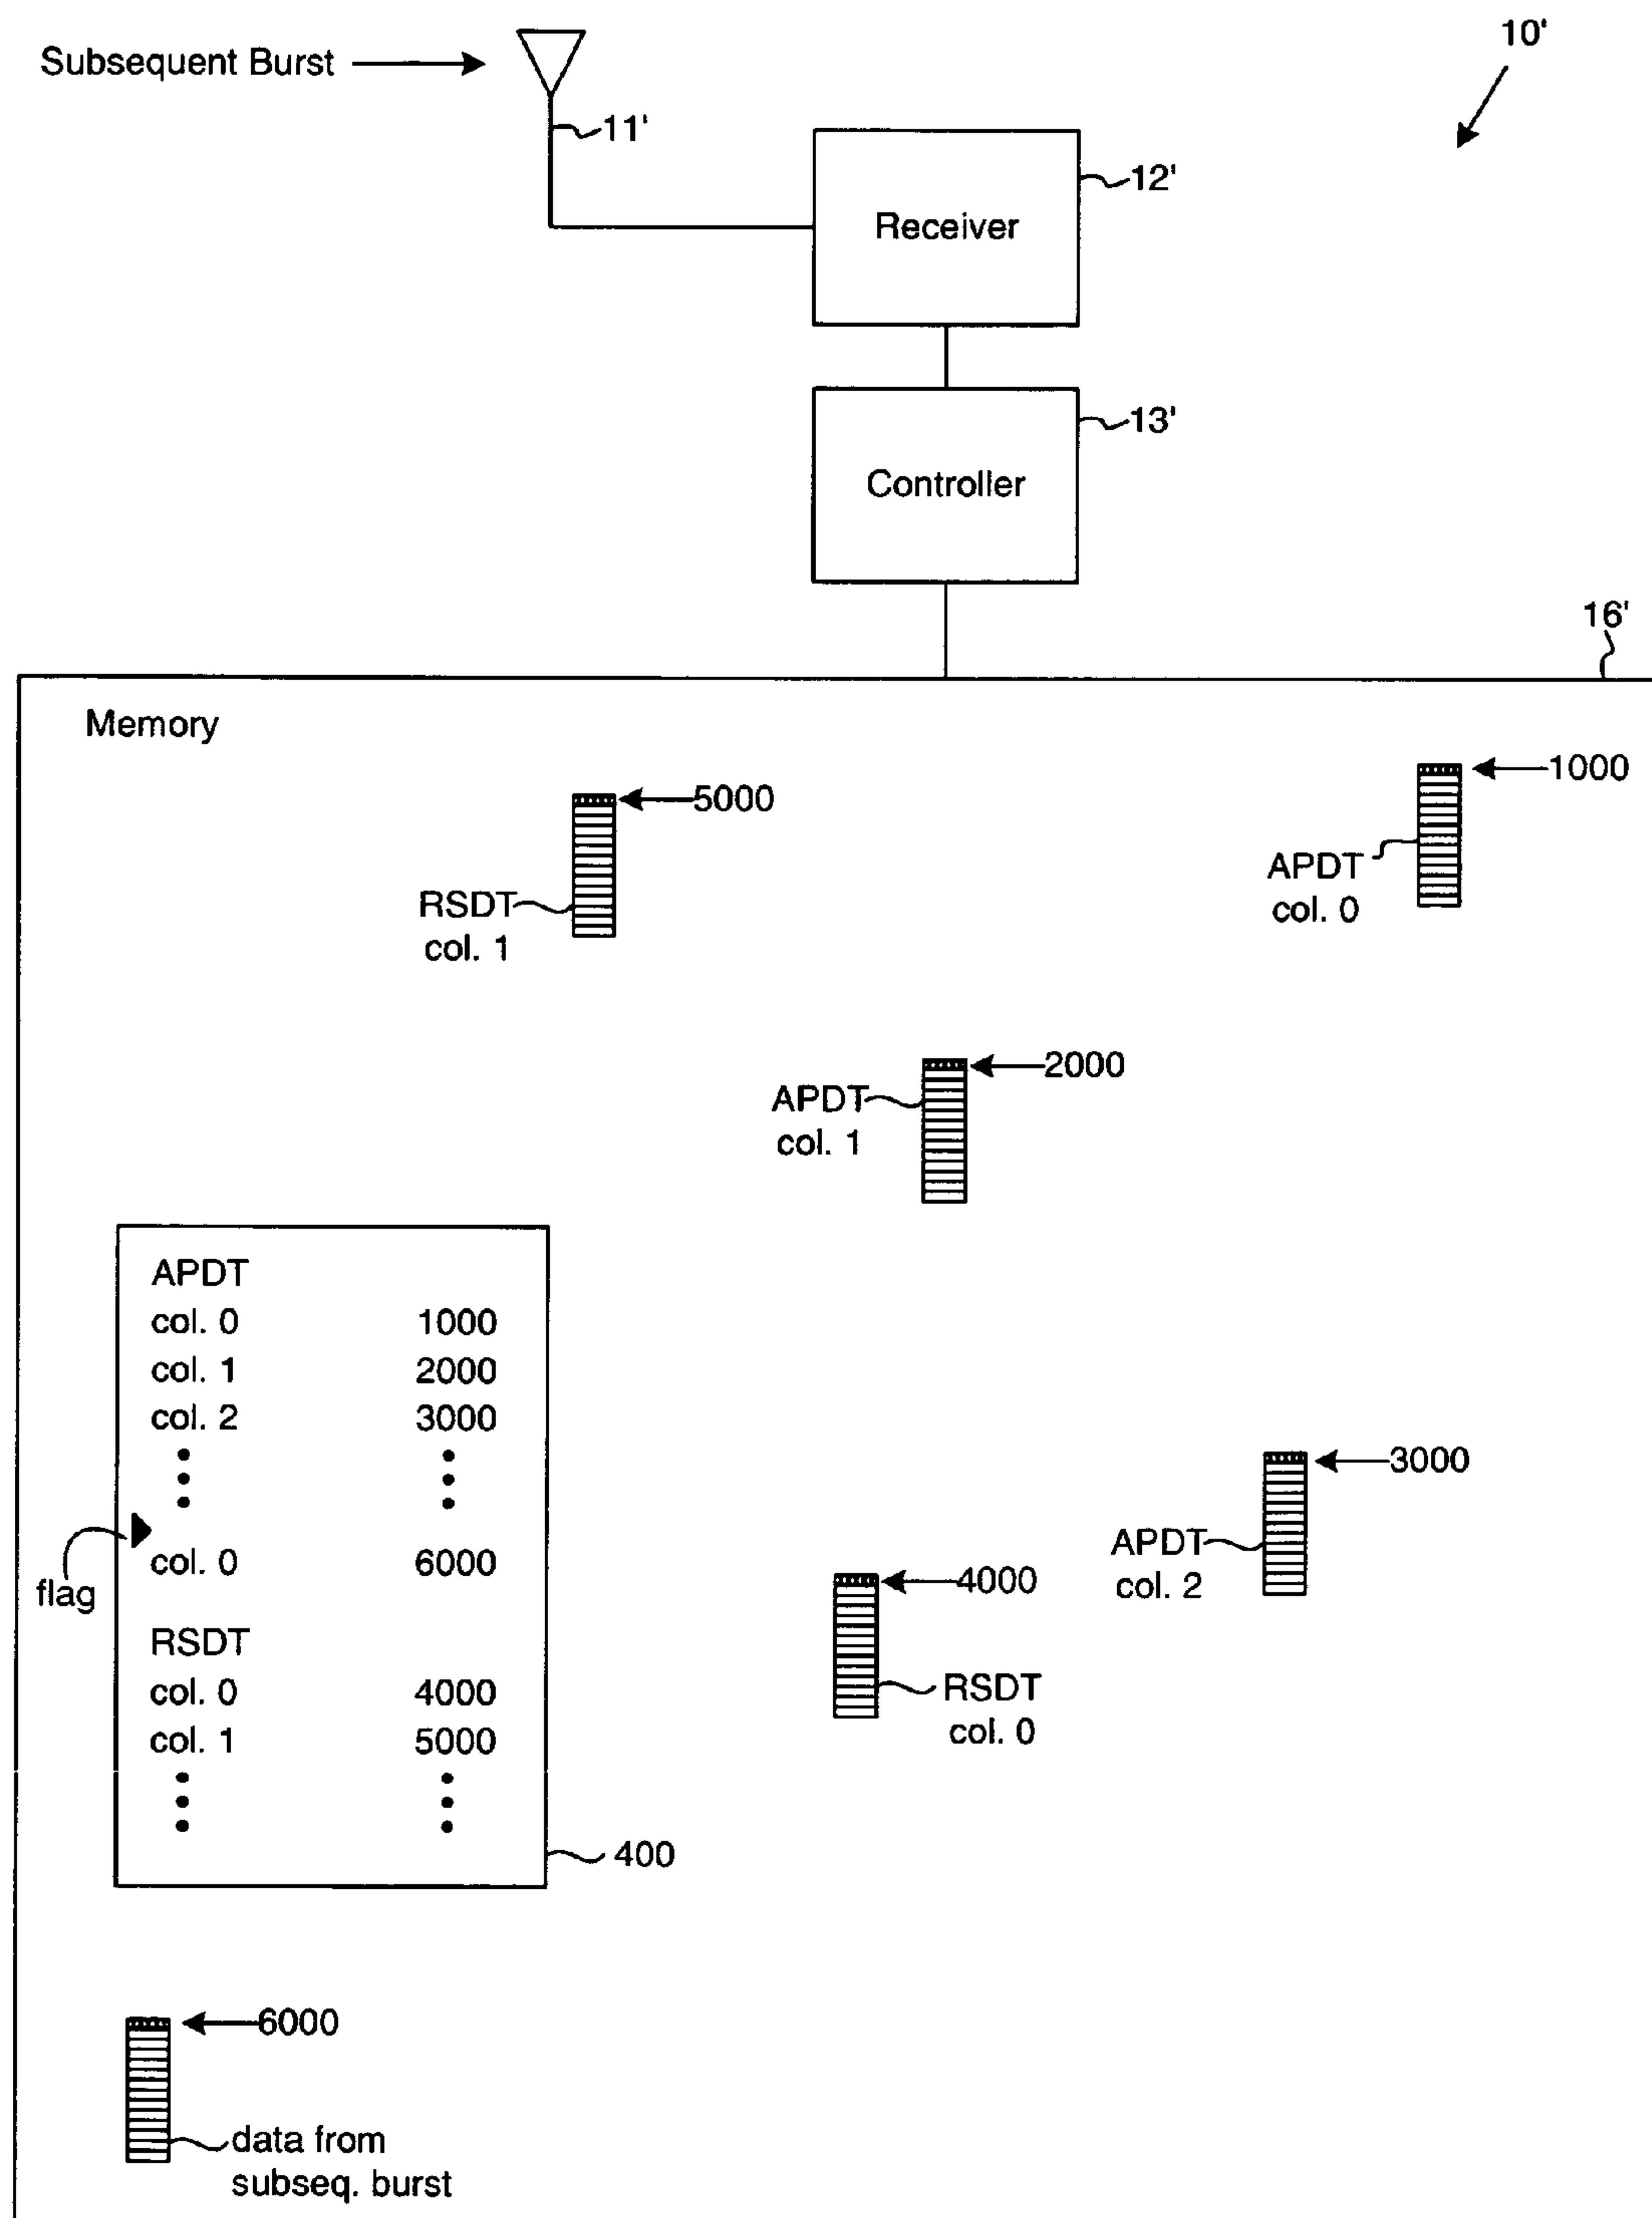 10'
Subsequent Burst
11'
12'
Receiver
13'
Controller
16'
Memory
1000
5000
APDT
col. 0
RSDT
col. 1
2000
APDT
col. 1
APDT
col. 0 1000
col. 1 2000
col. 2 3000
3000
APDT
col. 2
flag
col. 0 6000
4000
RSDT
col. 0 4000
col. 1 5000
RSDT
col. 0
400
6000
data from
subseq. burst